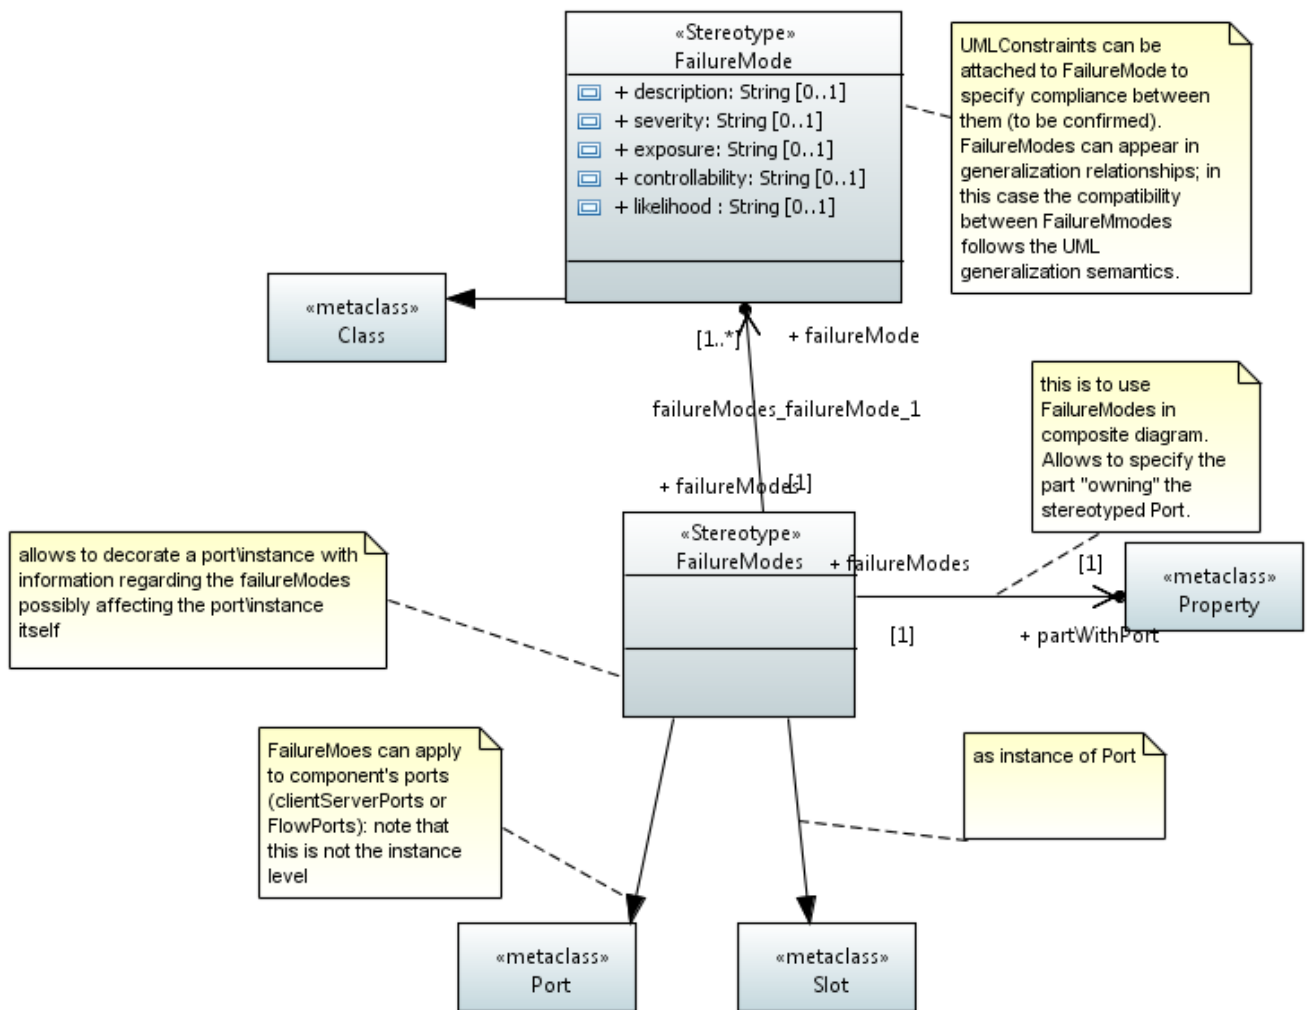 «Stereotype»
FailureMode
+ description: String [0..1]
+ severity: String [0..1]
+ exposure: String [0..1]
+ controllability: String [0..1]
+ likelihood : String [0..1]
UMLConstraints can be
attached to FailureMode to
specify compliance between
them (to be confirmed).
FailureModes can appear in
generalization relationships; in
this case the compatibility
between FailureMmodes
follows the UML
generalization semantics.
«metaclass»
Class
[1..*]
+ failureMode
failureModes_failureMode_1
+ failureModes
[1]
this is to use
FailureModes in
composite diagram.
Allows to specify the
part "owning" the
stereotyped Port.
«Stereotype»
FailureModes
+ failureModes
[1]
[1]
+ partWithPort
«metaclass»
Property
allows to decorate a port\instance with
information regarding the failureModes
possibly affecting the port\instance
itself
FailureMoes can apply
to component's ports
(clientServerPorts or
FlowPorts): note that
this is not the instance
level
as instance of Port
«metaclass»
Port
«metaclass»
Slot